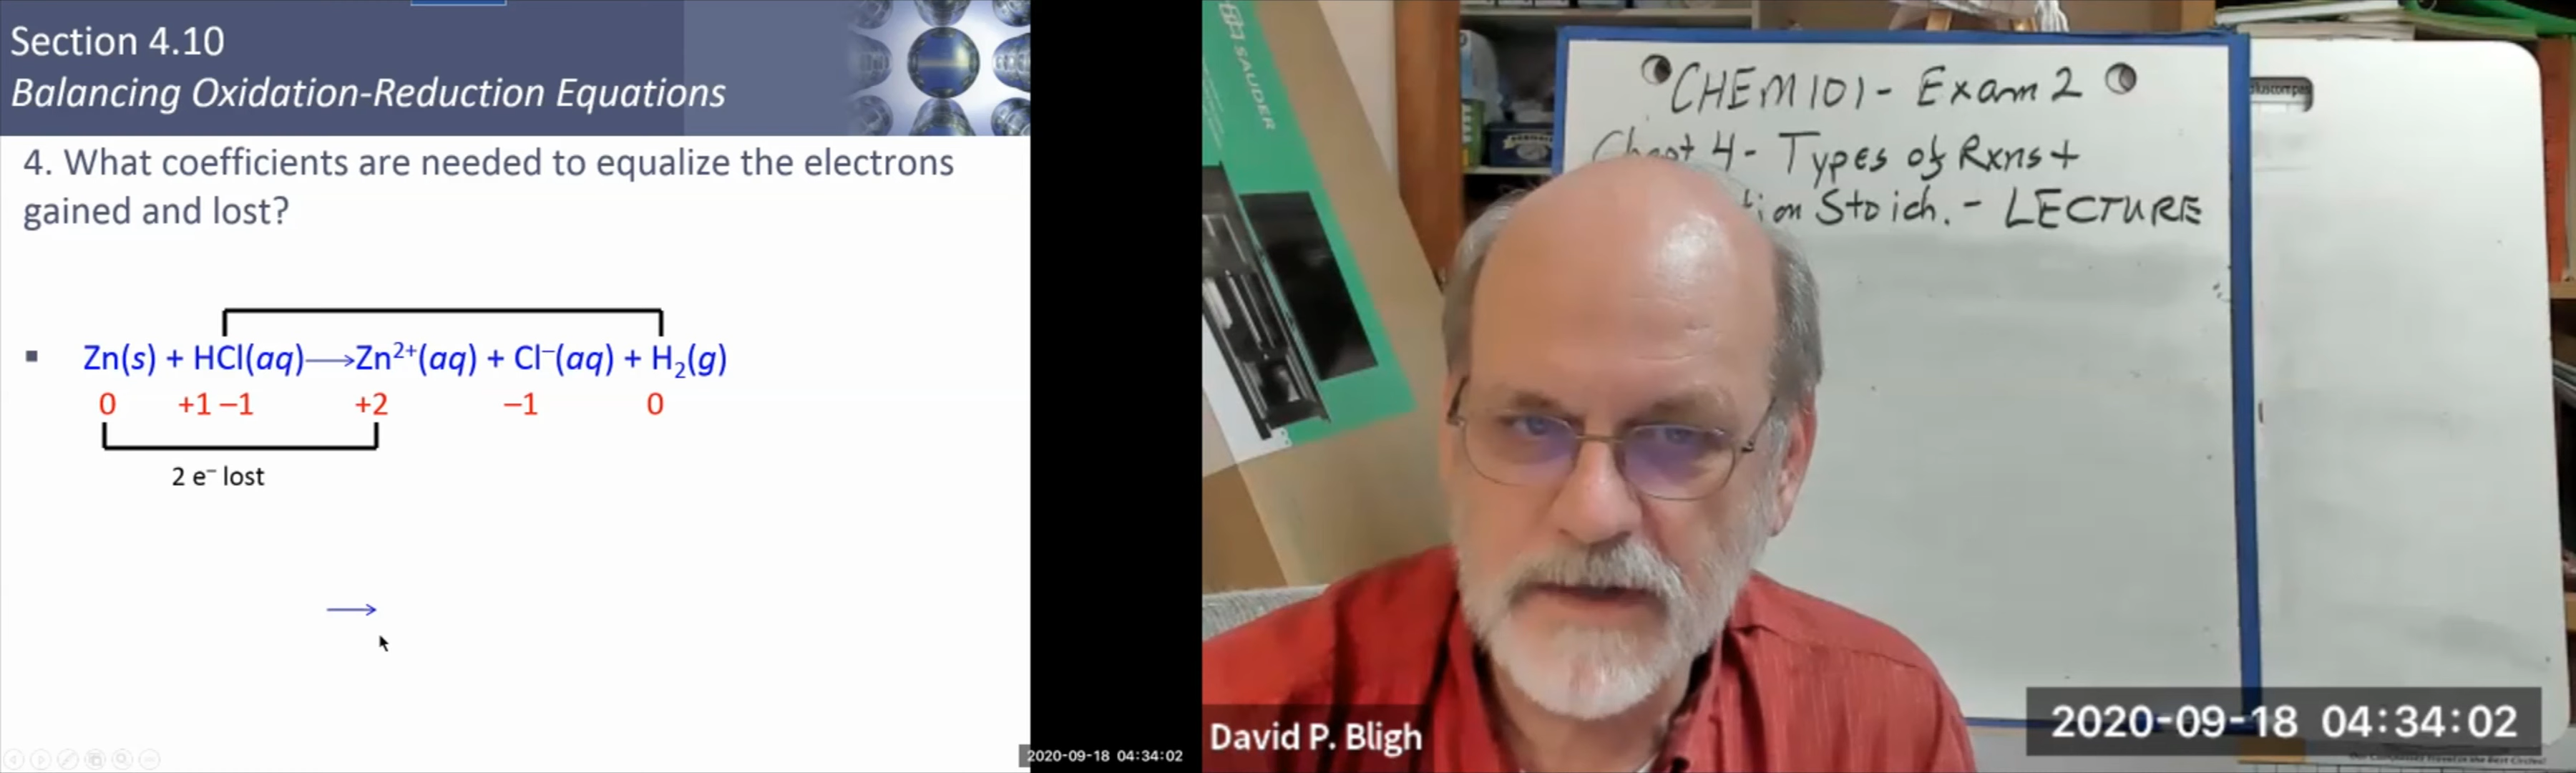 Section 4.10
Balancing Oxidation-Reduction Equations
4. What coefficients are needed to equalize the electrons
gained and lost?
▪ Zn(s) + HCl(aq)⟶Zn²⁺(aq) + Cl⁻(aq) + H₂(g)
0 +1 –1 +2 –1 0
2 e⁻ lost
→
2020-09-18 04:34:02
SAUDER
CHEM 101 - Exam 2
4 - Types of Rxns +
Stoich. - LECTURE
David P. Bligh
2020-09-18 04:34:02